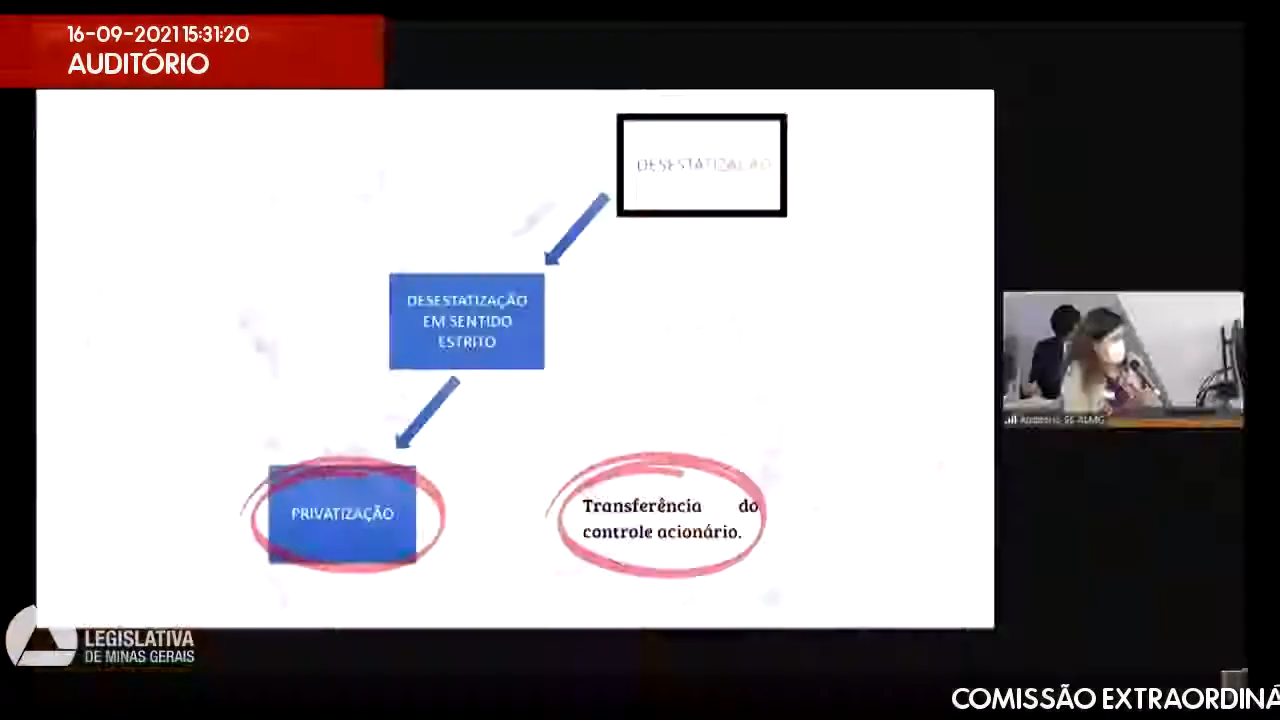 16-09-2021 15:31:20
AUDITÓRIO
DESESTATIZAÇÃO
DESESTATIZAÇÃO
EM SENTIDO
ESTRITO
PRIVATIZAÇÃO
Transferência do
controle acionário.
LEGISLATIVA
DE MINAS GERAIS
COMISSÃO EXTRAORDINÁ